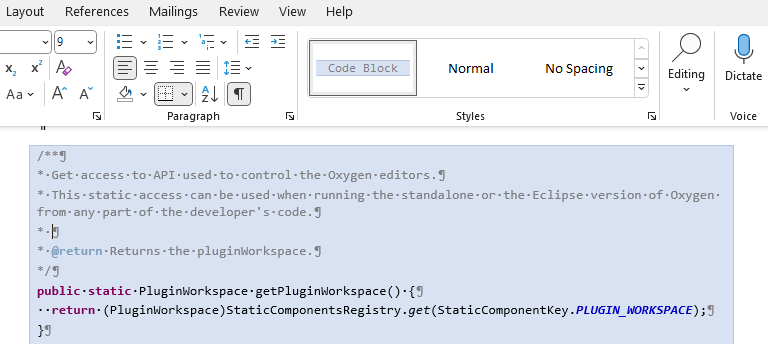 Layout References Mailings Review View Help
9
x₂ x² A
Aa A A
A Z
Paragraph
Code Block
Normal
No Spacing
Styles
Editing
Dictate
Voice
¶
/**¶
*·Get·access·to·API·used·to·control·the·Oxygen·editors.¶
*·This·static·access·can·be·used·when·running·the·standalone·or·the·Eclipse·version·of·Oxygen·
from·any·part·of·the·developer's·code.¶
*·¶
*·@return·Returns·the·pluginWorkspace.¶
*/¶
public·static·PluginWorkspace·getPluginWorkspace()·{¶
··return·(PluginWorkspace)StaticComponentsRegistry.get(StaticComponentKey.PLUGIN_WORKSPACE);¶
}¶